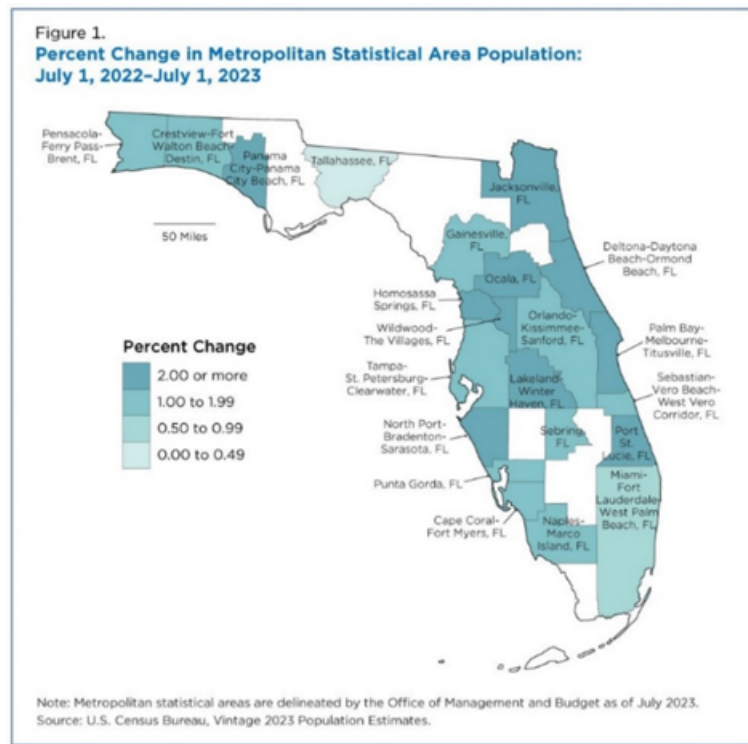 Figure 1.
Percent Change in Metropolitan Statistical Area Population:
July 1, 2022–July 1, 2023
Pensacola-
Ferry Pass-
Brent, FL
Crestview-Fort
Walton Beach-
Destin, FL
Panama
City-Panama
City Beach, FL
Tallahassee, FL
Jacksonville,
FL
50 Miles
Gainesville,
FL
Deltona-Daytona
Beach-Ormond
Beach, FL
Ocala, FL
Homosassa
Springs, FL
Wildwood-
The Villages, FL
Orlando-
Kissimmee-
Sanford, FL
Palm Bay-
Melbourne-
Titusville, FL
Percent Change
2.00 or more
1.00 to 1.99
0.50 to 0.99
0.00 to 0.49
Tampa-
St. Petersburg-
Clearwater, FL
Lakeland-
Winter
Haven, FL
Sebastian-
Vero Beach-
West Vero
Corridor, FL
North Port-
Bradenton-
Sarasota, FL
Sebring,
FL
Port
St.
Lucie, FL
Punta Gorda, FL
Miami-
Fort
Lauderdale-
West Palm
Beach, FL
Cape Coral-
Fort Myers, FL
Naples-
Marco
Island, FL
Note: Metropolitan statistical areas are delineated by the Office of Management and Budget as of July 2023.
Source: U.S. Census Bureau, Vintage 2023 Population Estimates.